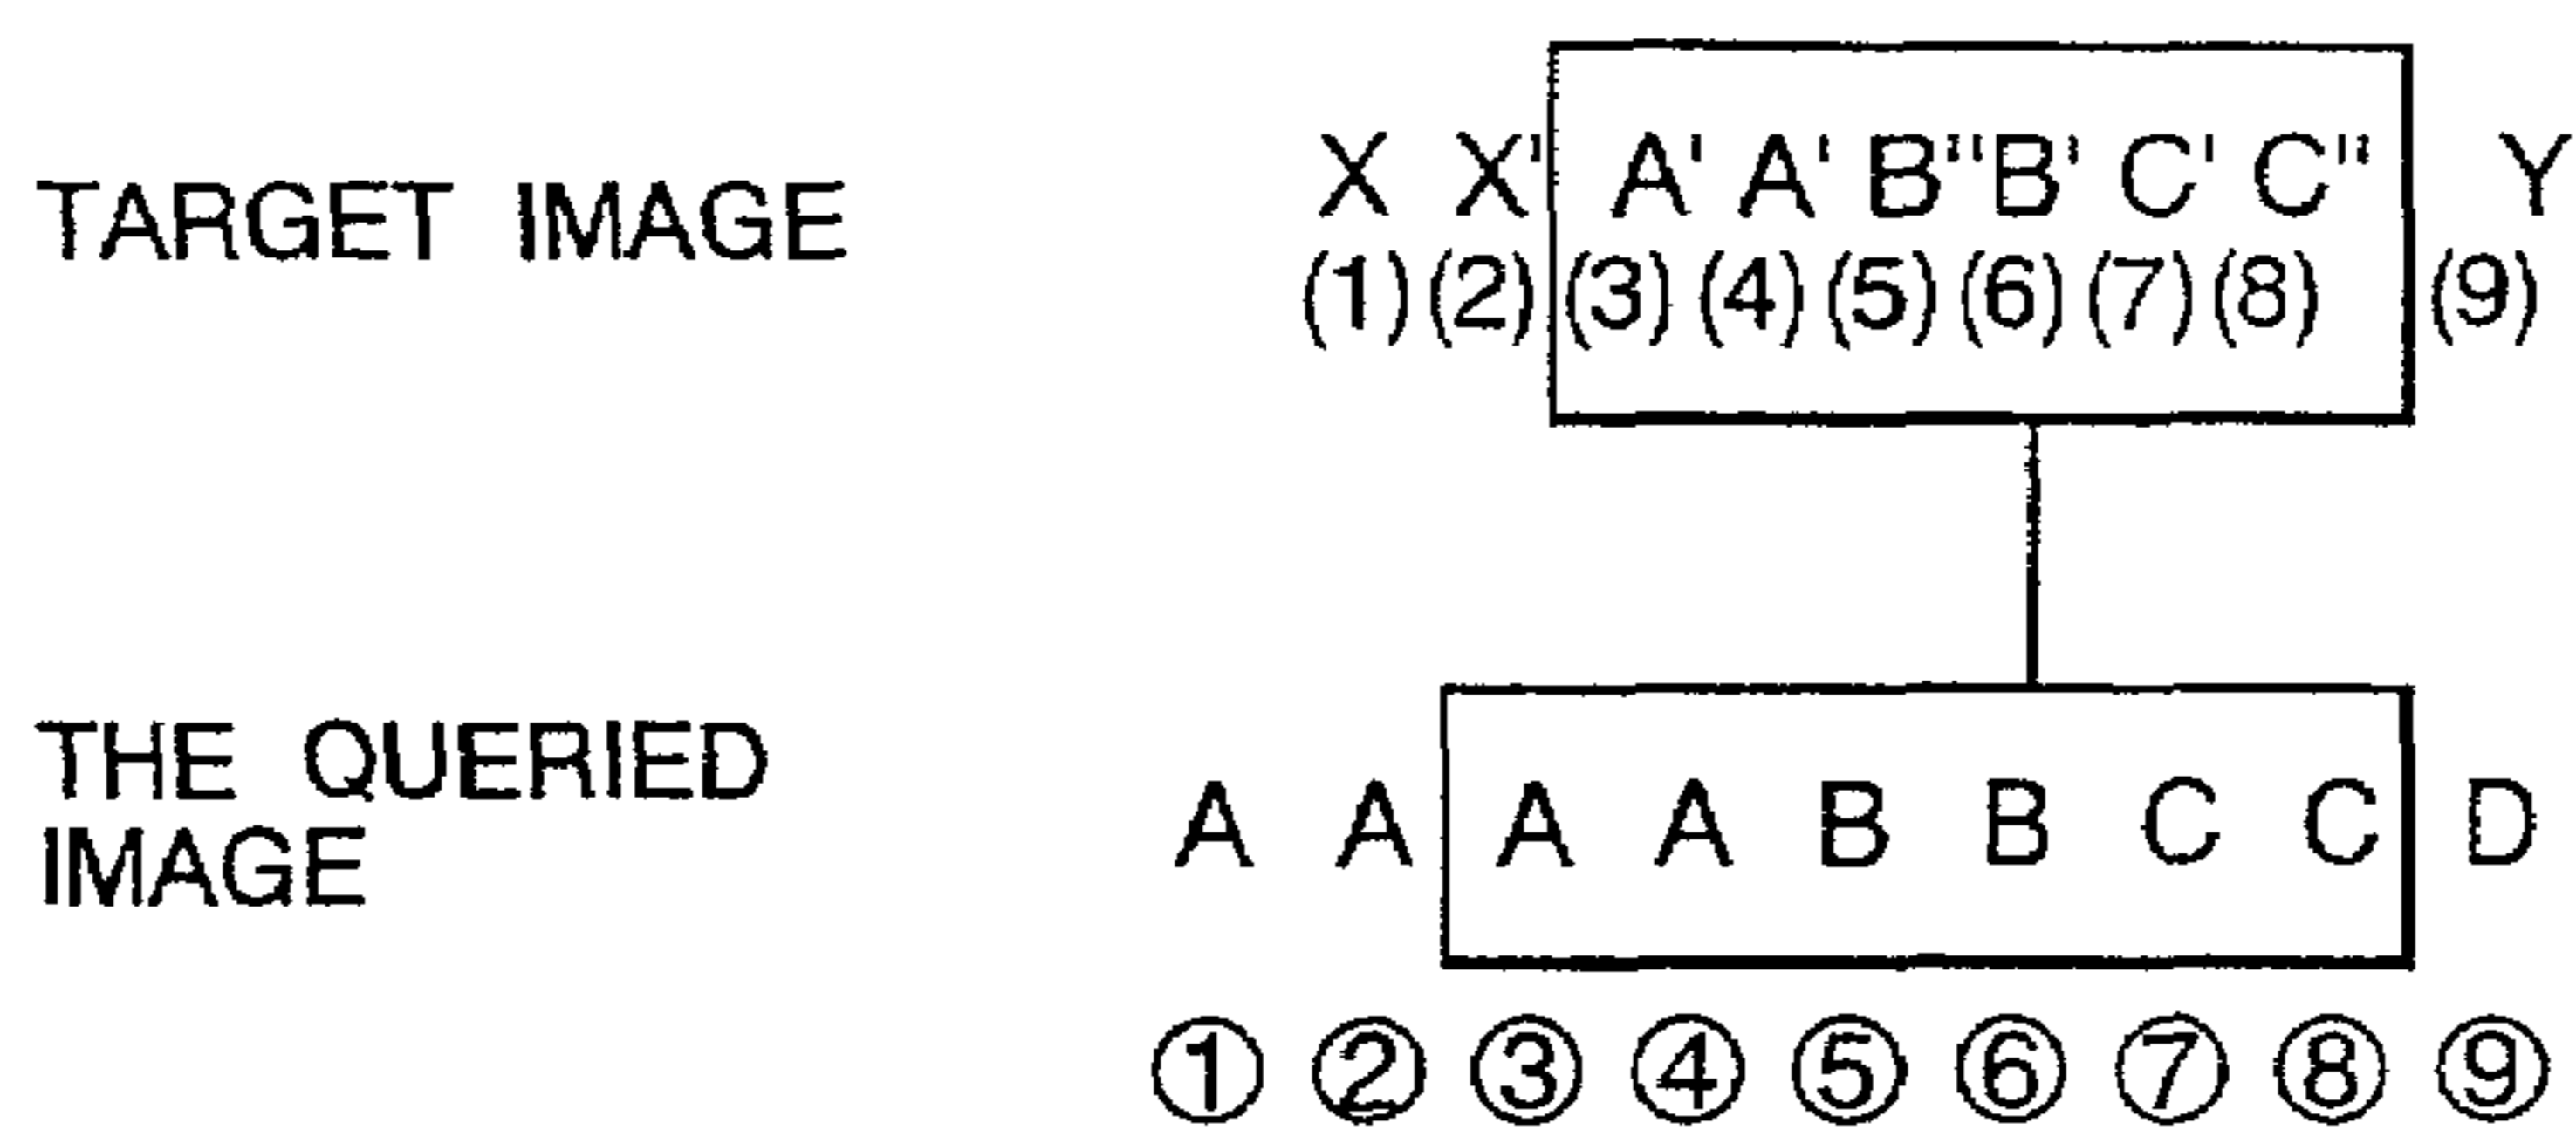 TARGET IMAGE
X X' A' A' B" B' C' C" Y
(1) (2) (3) (4) (5) (6) (7) (8) (9)
THE QUERIED
IMAGE
A A A A B B C C D
① ② ③ ④ ⑤ ⑥ ⑦ ⑧ ⑨